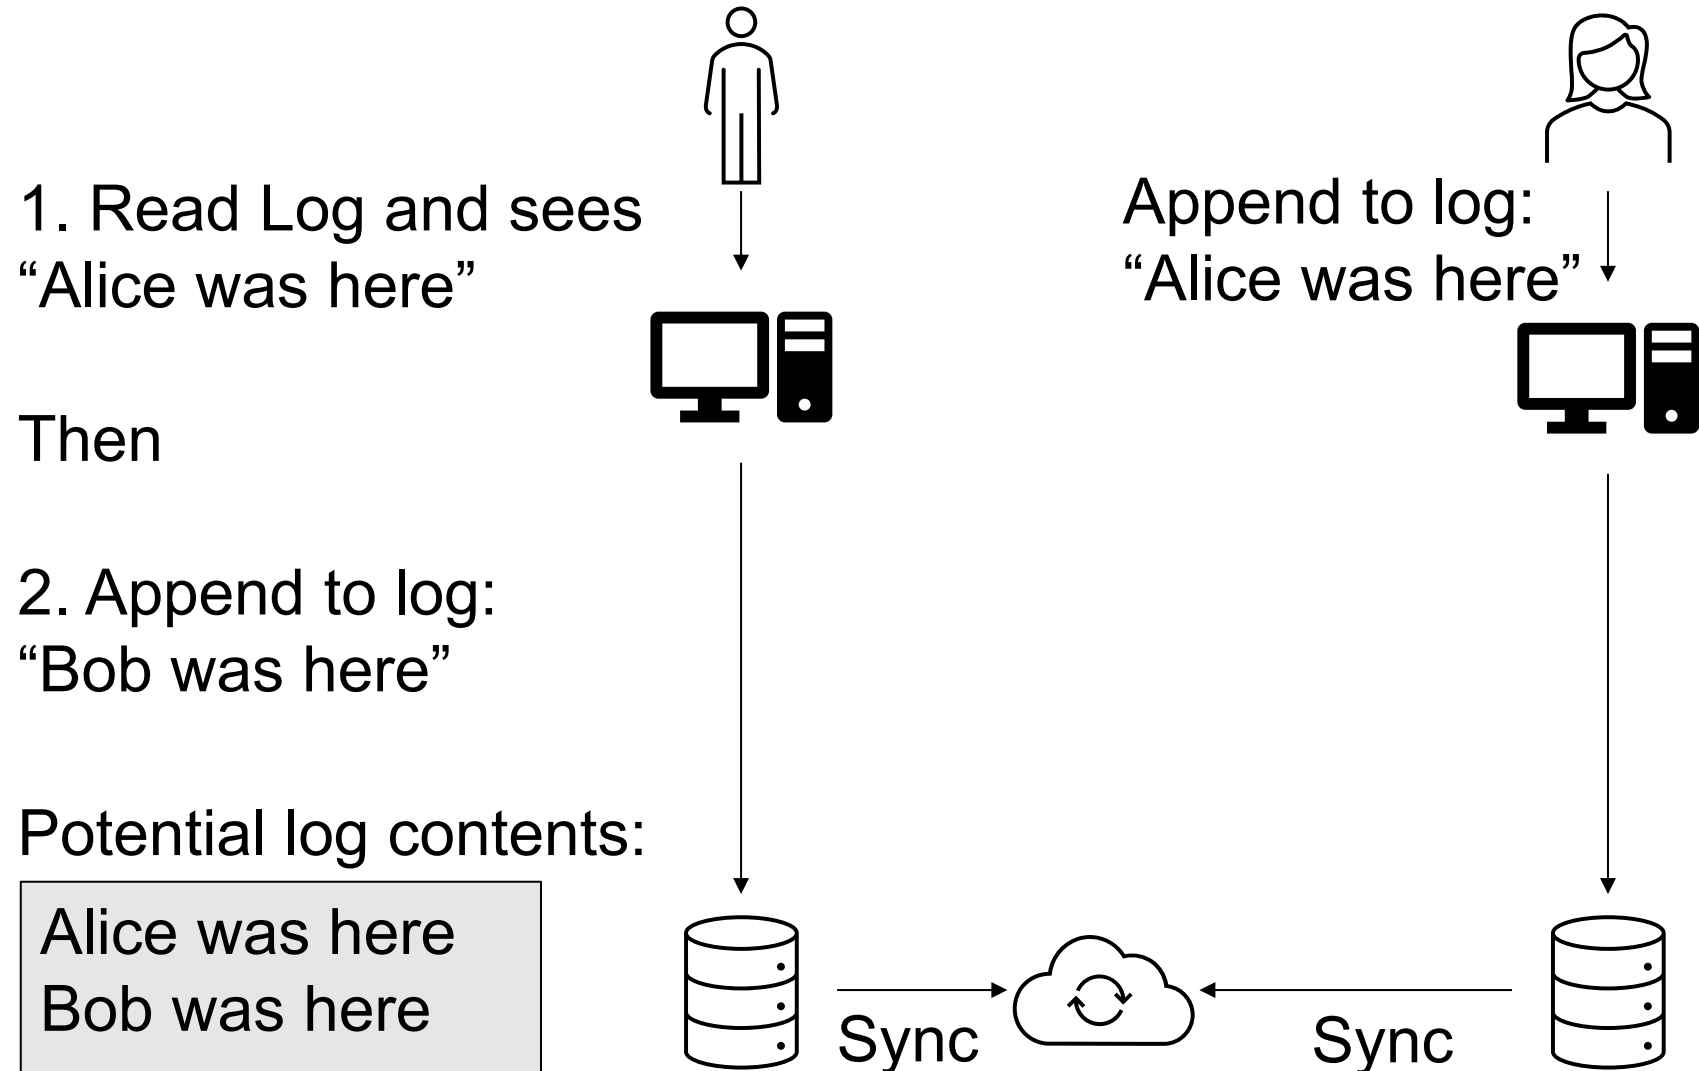 1. Read Log and sees
“Alice was here”
Then
2. Append to log:
“Bob was here”
Potential log contents:
Alice was here
Bob was here
Append to log:
“Alice was here”
Sync
Sync